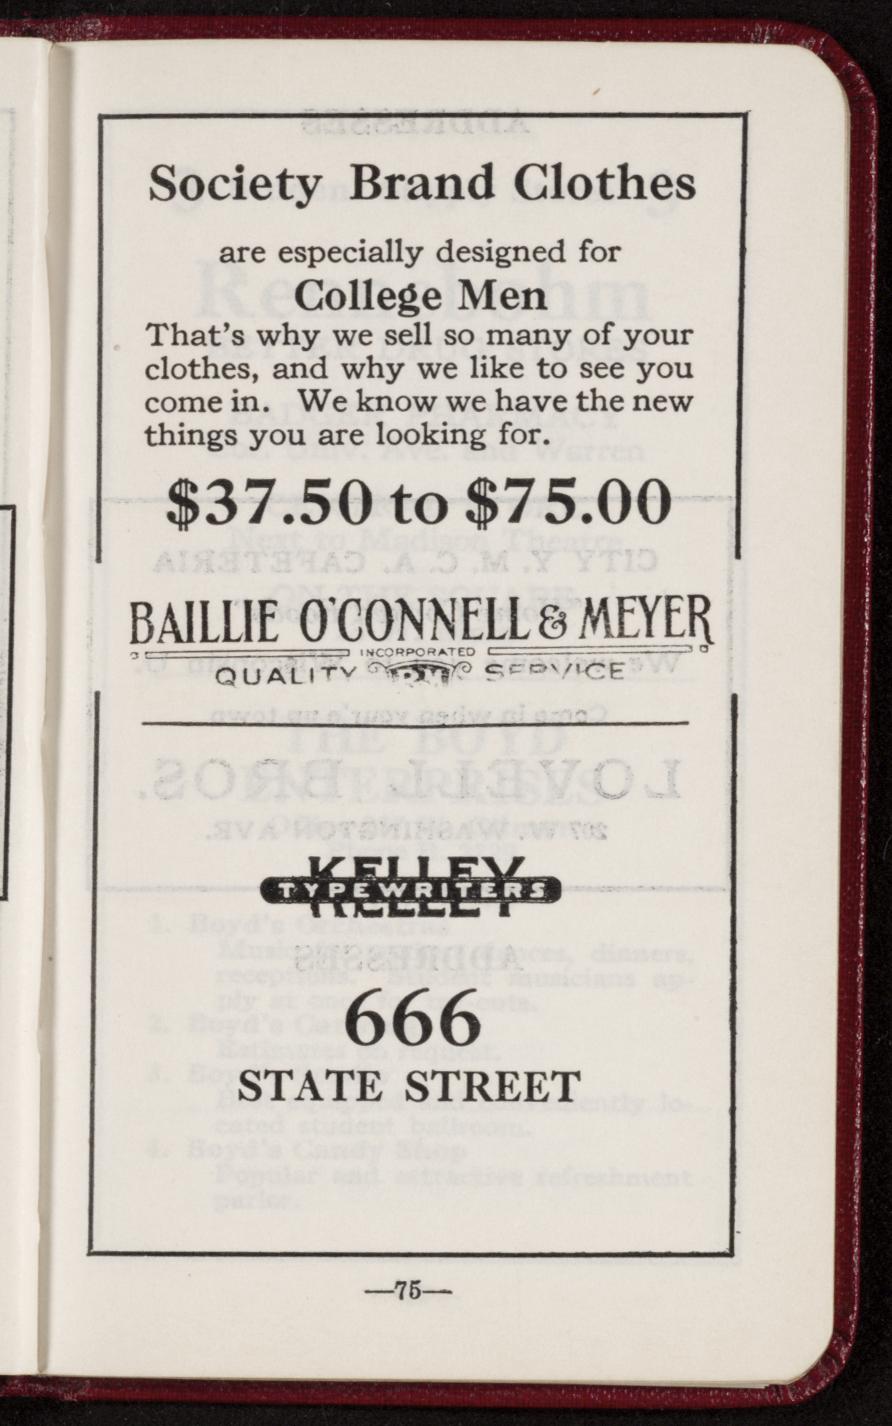 Society Brand Clothes
are especially designed for
College Men
That's why we sell so many of your
clothes, and why we like to see you
come in. We know we have the new
things you are looking for.
$37.50 to $75.00
BAILLIE O'CONNELL & MEYER
INCORPORATED
QUALITY SERVICE
KELLEY
TYPEWRITERS
KELLEY
666
STATE STREET
—75—